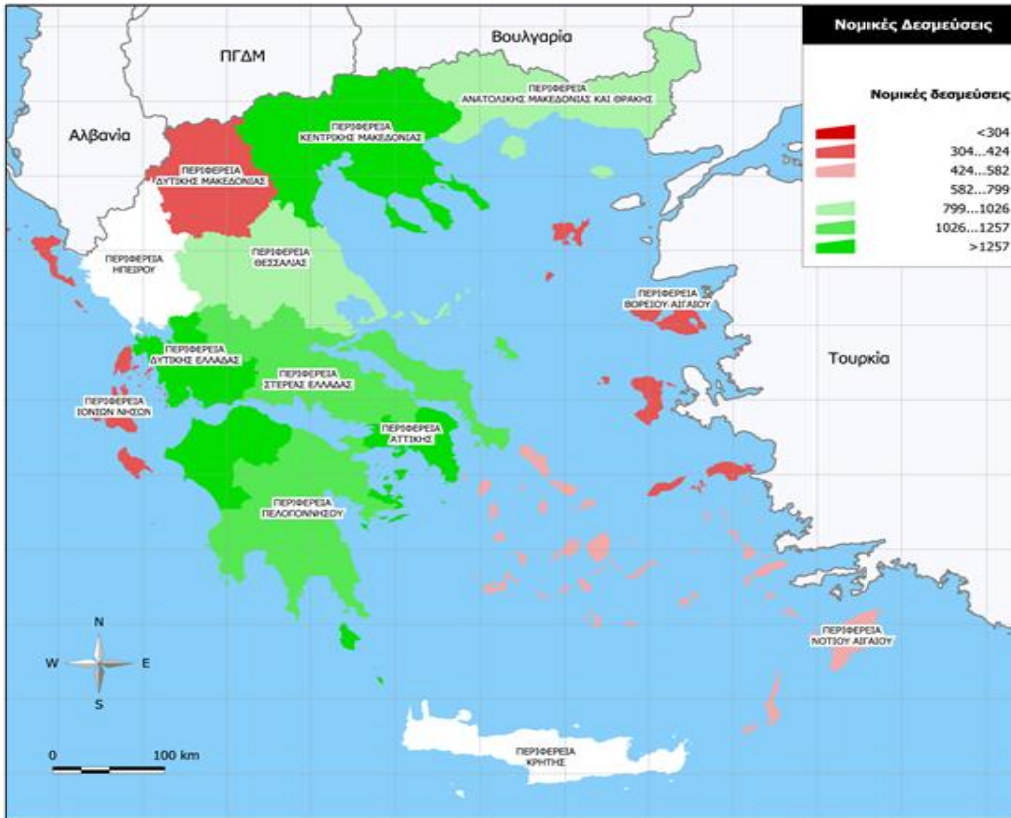 Νομικές Δεσμεύσεις
Νομικές δεσμεύσεις
<304
304...424
424...582
582...799
799...1026
1026...1257
>1257
Βουλγαρία
ΠΓΔΜ
Αλβανία
Τουρκία
ΠΕΡΙΦΕΡΕΙΑ
ΑΝΑΤΟΛΙΚΗΣ ΜΑΚΕΔΟΝΙΑΣ ΚΑΙ ΘΡΑΚΗΣ
ΠΕΡΙΦΕΡΕΙΑ
ΚΕΝΤΡΙΚΗΣ ΜΑΚΕΔΟΝΙΑΣ
ΠΕΡΙΦΕΡΕΙΑ
ΔΥΤΙΚΗΣ ΜΑΚΕΔΟΝΙΑΣ
ΠΕΡΙΦΕΡΕΙΑ
ΗΠΕΙΡΟΥ
ΠΕΡΙΦΕΡΕΙΑ
ΘΕΣΣΑΛΙΑΣ
ΠΕΡΙΦΕΡΕΙΑ
ΒΟΡΕΙΟΥ ΑΙΓΑΙΟΥ
ΠΕΡΙΦΕΡΕΙΑ
ΔΥΤΙΚΗΣ ΕΛΛΑΔΑΣ
ΠΕΡΙΦΕΡΕΙΑ
ΣΤΕΡΕΑΣ ΕΛΛΑΔΑΣ
ΠΕΡΙΦΕΡΕΙΑ
ΙΟΝΙΩΝ ΝΗΣΩΝ
ΠΕΡΙΦΕΡΕΙΑ
ΑΤΤΙΚΗΣ
ΠΕΡΙΦΕΡΕΙΑ
ΠΕΛΟΠΟΝΝΗΣΟΥ
ΠΕΡΙΦΕΡΕΙΑ
ΝΟΤΙΟΥ ΑΙΓΑΙΟΥ
ΠΕΡΙΦΕΡΕΙΑ
ΚΡΗΤΗΣ
N
W E
S
0 100 km